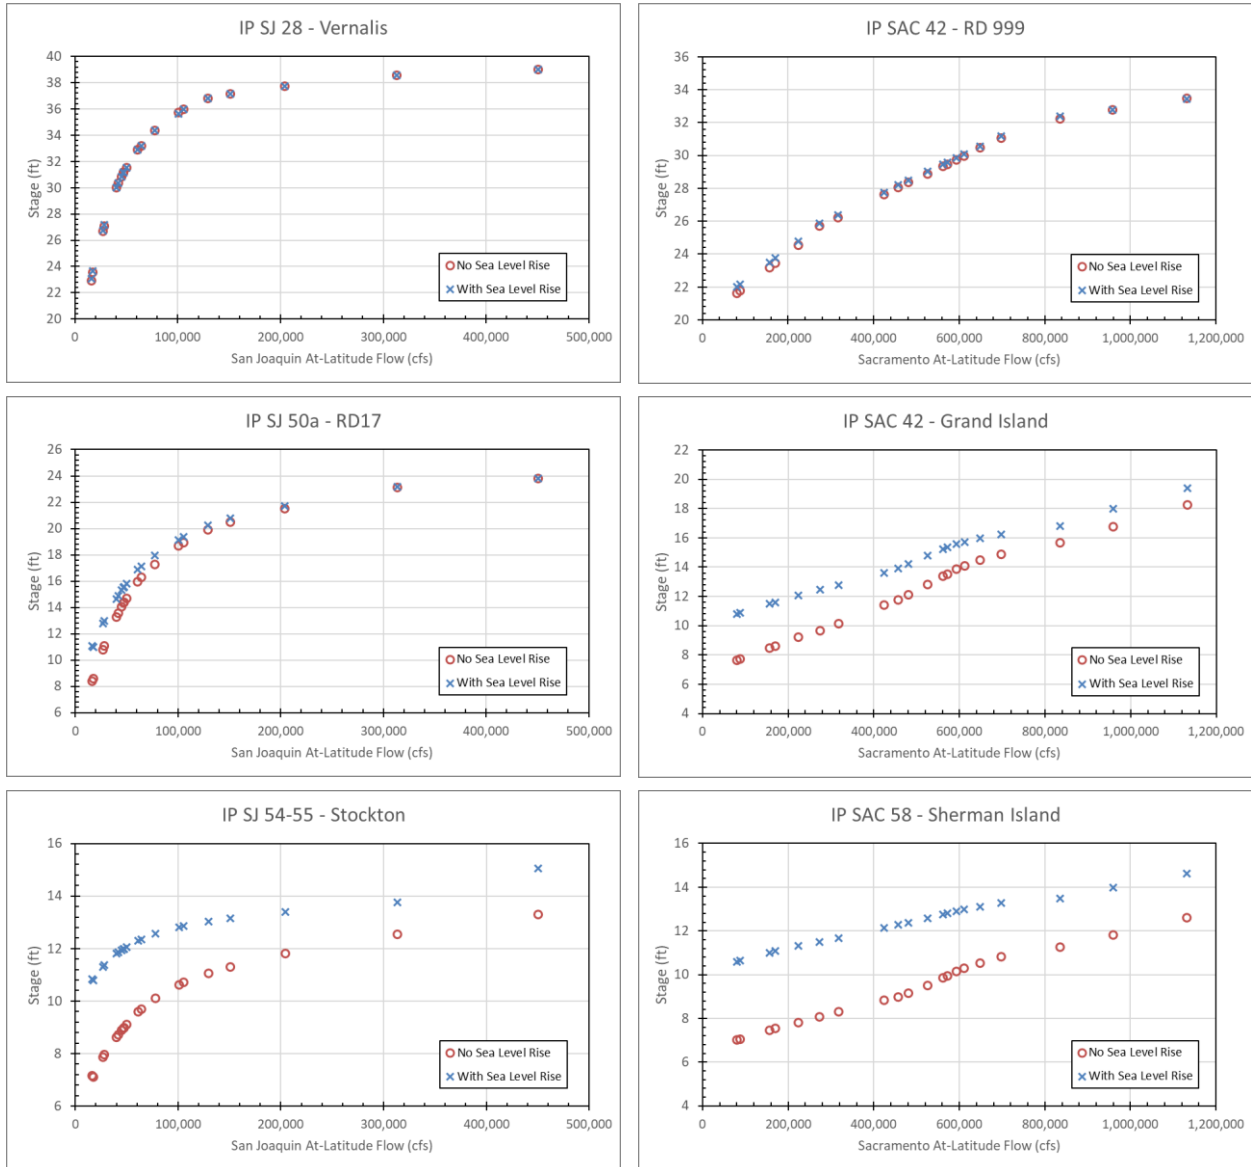 IP SJ 28 - Vernalis
Stage (ft)
40
38
36
34
32
30
28
26
24
22
20
No Sea Level Rise
With Sea Level Rise
0 100,000 200,000 300,000 400,000 500,000
San Joaquin At-Latitude Flow (cfs)
IP SAC 42 - RD 999
Stage (ft)
36
34
32
30
28
26
24
22
20
No Sea Level Rise
With Sea Level Rise
0 200,000 400,000 600,000 800,000 1,000,000 1,200,000
Sacramento At-Latitude Flow (cfs)
IP SJ 50a - RD17
Stage (ft)
26
24
22
20
18
16
14
12
10
8
6
No Sea Level Rise
With Sea Level Rise
0 100,000 200,000 300,000 400,000 500,000
San Joaquin At-Latitude Flow (cfs)
IP SAC 42 - Grand Island
Stage (ft)
22
20
18
16
14
12
10
8
6
4
No Sea Level Rise
With Sea Level Rise
0 200,000 400,000 600,000 800,000 1,000,000 1,200,000
Sacramento At-Latitude Flow (cfs)
IP SJ 54-55 - Stockton
Stage (ft)
16
14
12
10
8
6
No Sea Level Rise
With Sea Level Rise
0 100,000 200,000 300,000 400,000 500,000
San Joaquin At-Latitude Flow (cfs)
IP SAC 58 - Sherman Island
Stage (ft)
16
14
12
10
8
6
4
No Sea Level Rise
With Sea Level Rise
0 200,000 400,000 600,000 800,000 1,000,000 1,200,000
Sacramento At-Latitude Flow (cfs)